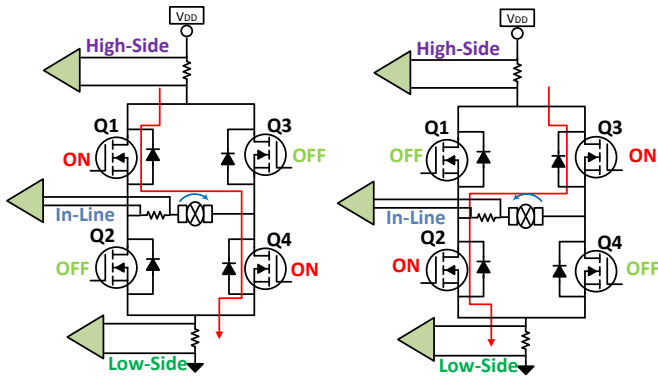 VDD
High-Side
Q1
Q3
ON
OFF
In-Line
Q2
Q4
OFF
ON
Low-Side
VDD
High-Side
Q1
Q3
OFF
ON
In-Line
Q2
Q4
ON
OFF
Low-Side